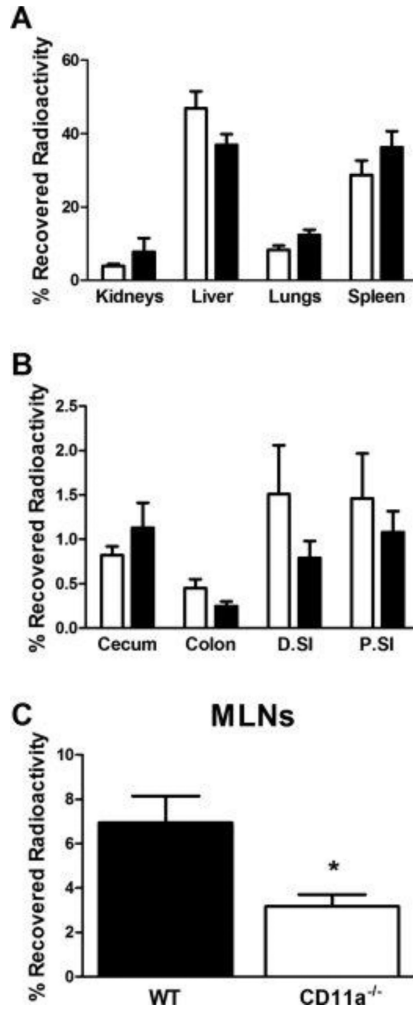 A
% Recovered Radioactivity
60
40
20
0
Kidneys Liver Lungs Spleen
B
% Recovered Radioactivity
2.5
2.0
1.5
1.0
0.5
0.0
Cecum Colon D.SI P.SI
C MLNs
% Recovered Radioactivity
10
8
6
4
2
0
*
WT CD11a⁻/⁻